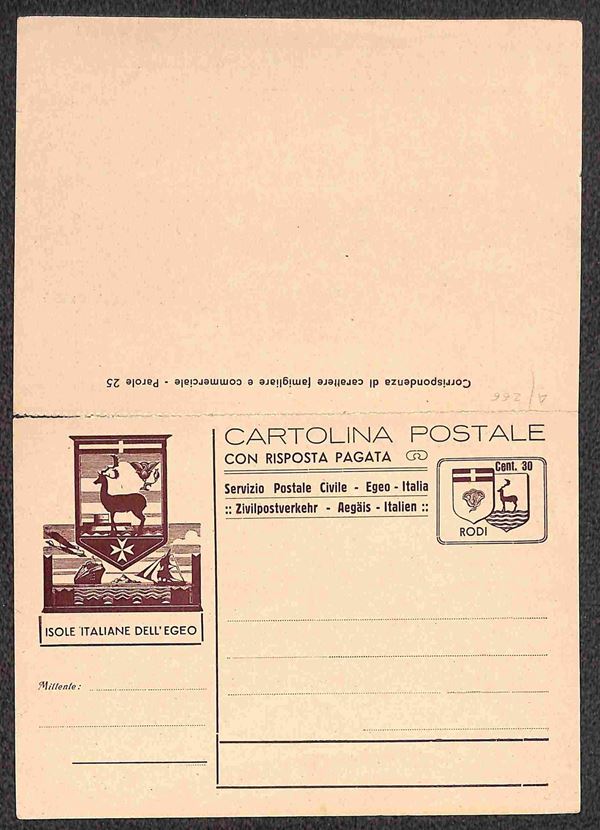 Corrispondenza di carattere famigliare e commerciale - Parole 25
A/266
CARTOLINA POSTALE
CON RISPOSTA PAGATA
Servizio Postale Civile - Egeo - Italia
:: Zivilpostverkehr - Aegäis - Italien ::
Cent. 30
RODI
ISOLE ITALIANE DELL'EGEO
Mittente: